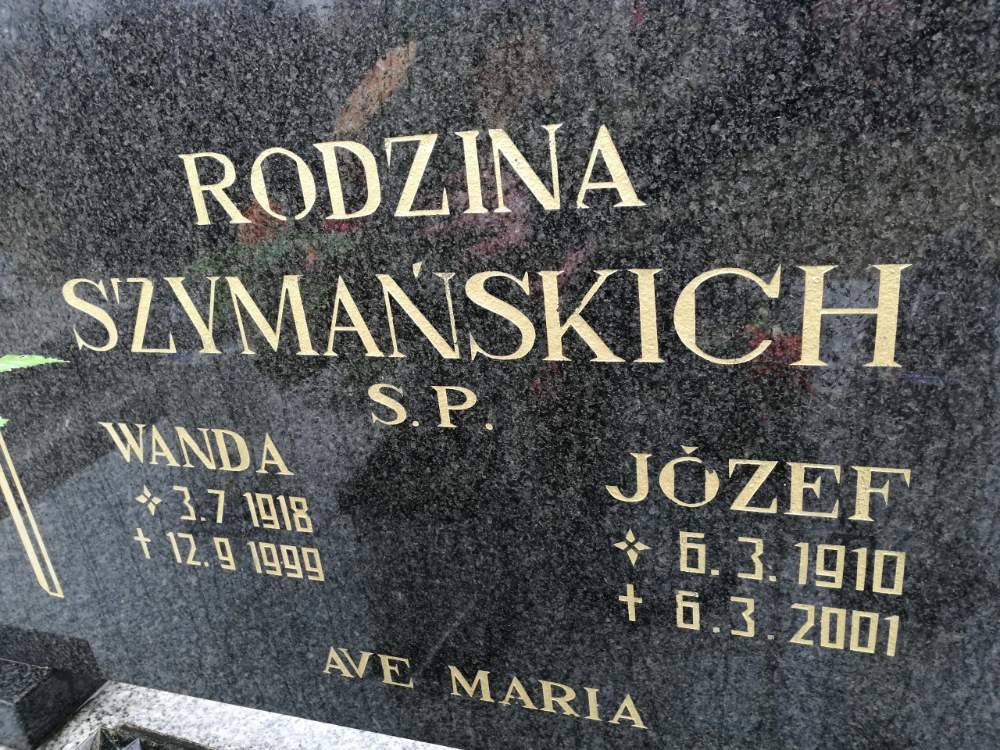 RODZINA
SZYMAŃSKICH
S.P.
WANDA
3.7 1918
† 12.9 1999
JÓZEF
6.3.1910
† 6.3.2001
AVE MARIA